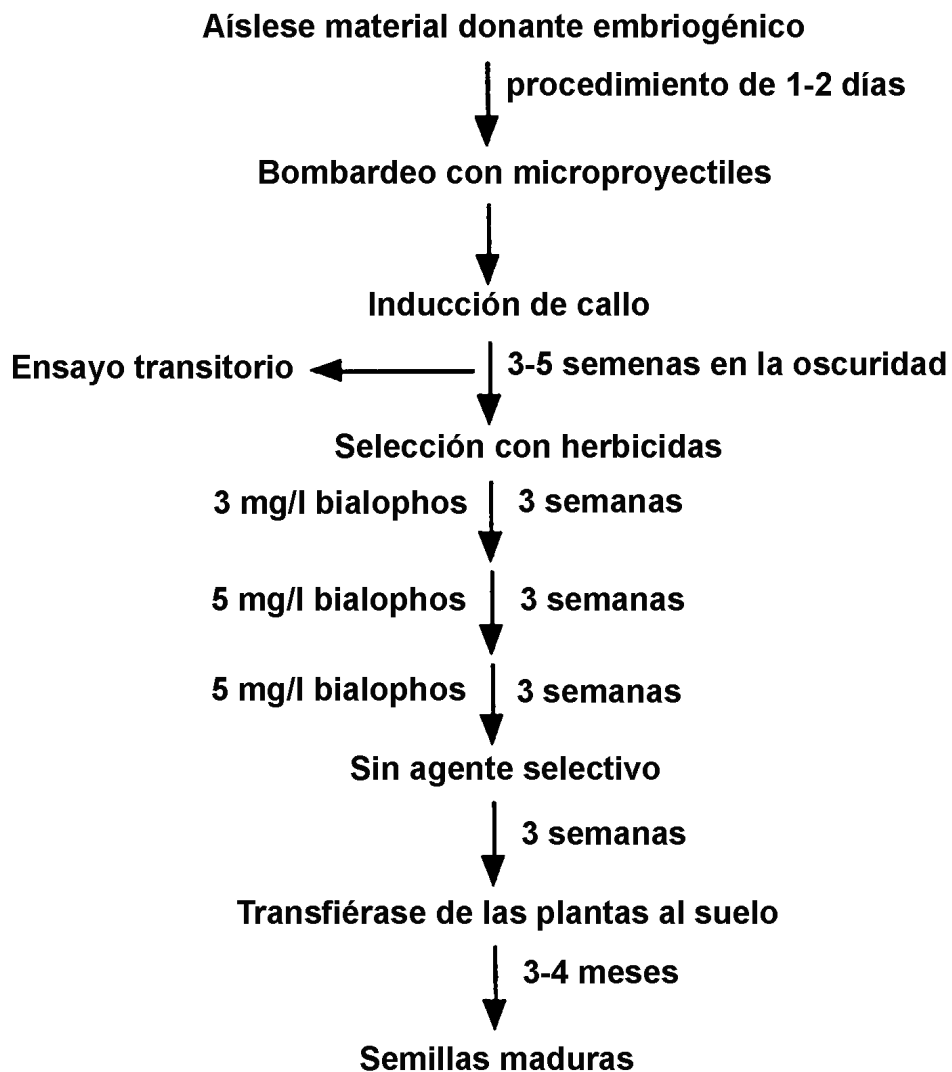 Aíslese material donante embriogénico
procedimiento de 1-2 días
Bombardeo con microproyectiles
Inducción de callo
Ensayo transitorio
3-5 semenas en la oscuridad
Selección con herbicidas
3 mg/l bialophos 3 semanas
5 mg/l bialophos 3 semanas
5 mg/l bialophos 3 semanas
Sin agente selectivo
3 semanas
Transfiérase de las plantas al suelo
3-4 meses
Semillas maduras